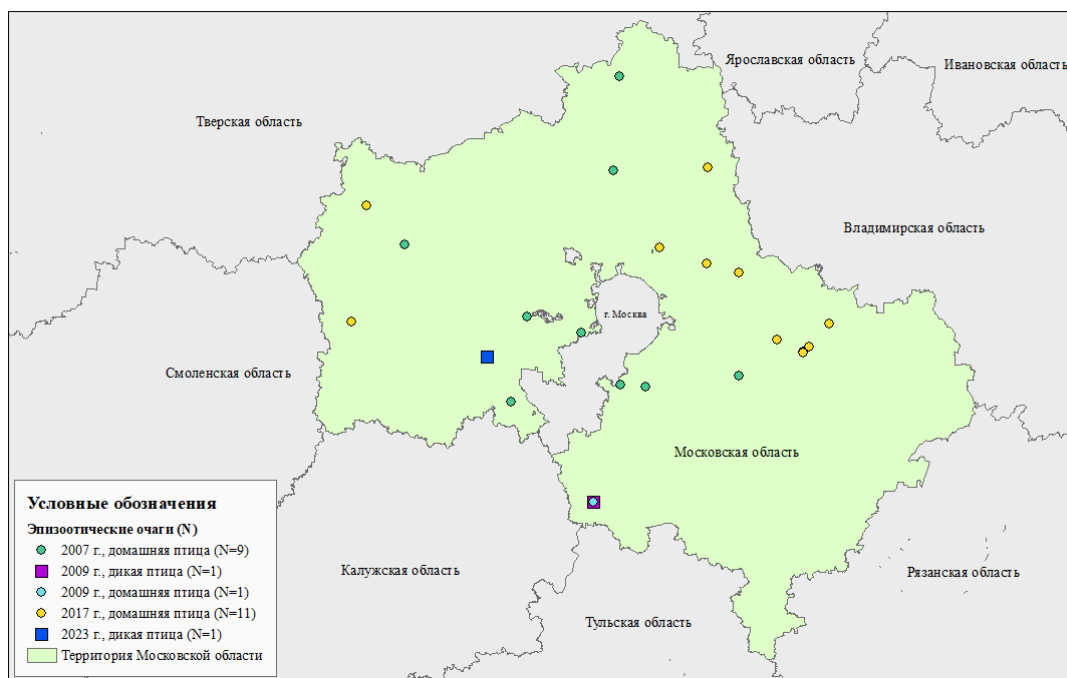 Ярославская область
Ивановская область
Тверская область
Владимирская область
г. Москва
Смоленская область
Московская область
Калужская область
Рязанская область
Тульская область
Условные обозначения
Эпизоотические очаги (N)
2007 г., домашняя птица (N=9)
2009 г., дикая птица (N=1)
2009 г., домашняя птица (N=1)
2017 г., домашняя птица (N=11)
2023 г., дикая птица (N=1)
Территория Московской области